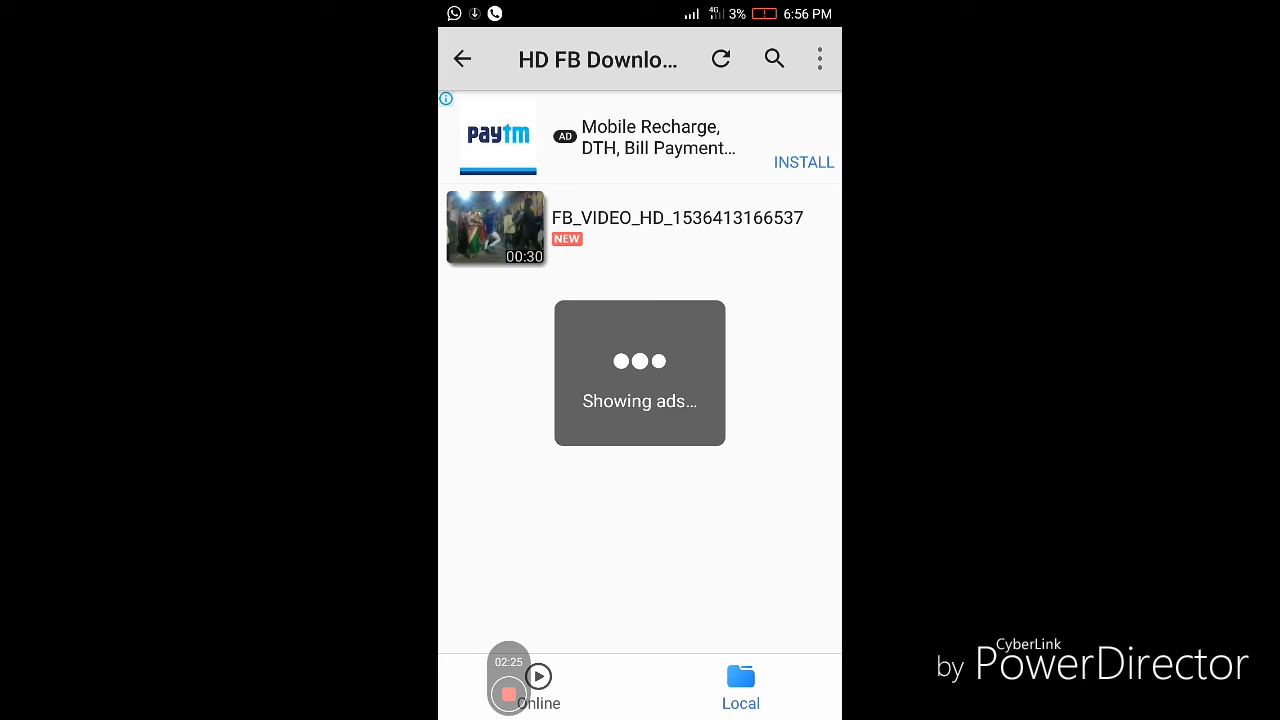 4G 3% 6:56 PM
HD FB Downlo...
paytm
AD
Mobile Recharge,
DTH, Bill Payment...
INSTALL
FB_VIDEO_HD_1536413166537
NEW
00:30
Showing ads...
02:25
Online
Local
CyberLink
by PowerDirector